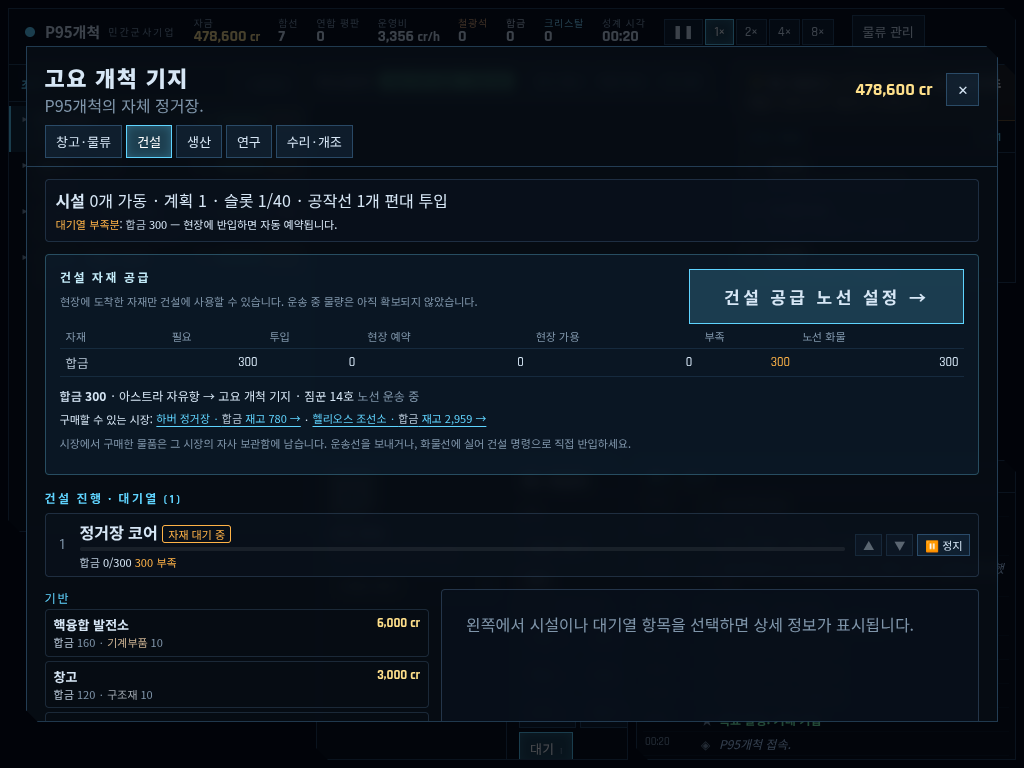 P95개척 민간군사기업
자금 함선 연합 평판 운영비 철광석 합금 크리스탈 성계 시각
478,600 cr 7 0 3,356 cr/h 0 0 0 00:20
❚❚ 1× 2× 4× 8× 물류 관리
고요 개척 기지
P95개척의 자체 정거장.
478,600 cr ×
창고·물류 건설 생산 연구 수리·개조
시설 0개 가동 · 계획 1 · 슬롯 1/40 · 공작선 1개 편대 투입
대기열 부족분: 합금 300 — 현장에 반입하면 자동 예약됩니다.
건설 자재 공급
현장에 도착한 자재만 건설에 사용할 수 있습니다. 운송 중 물량은 아직 확보되지 않았습니다.
건설 공급 노선 설정 →
자재 필요 투입 현장 예약 현장 가용 부족 노선 화물
합금 300 0 0 0 300 300
합금 300 · 아스트라 자유항 → 고요 개척 기지 · 짐꾼 14호 노선 운송 중
구매할 수 있는 시장: 하버 정거장 · 합금 재고 780 → · 헬리오스 조선소 · 합금 재고 2,959 →
시장에서 구매한 물품은 그 시장의 자사 보관함에 남습니다. 운송선을 보내거나, 화물선에 실어 건설 명령으로 직접 반입하세요.
건설 진행 · 대기열 (1)
1 정거장 코어 자재 대기 중
합금 0/300 300 부족
▲ ▼ ⏸ 정지
기반
핵융합 발전소 6,000 cr
합금 160 · 기계부품 10
창고 3,000 cr
합금 120 · 구조재 10
왼쪽에서 시설이나 대기열 항목을 선택하면 상세 정보가 표시됩니다.
대기
00:20 ◈ P95개척 접속.